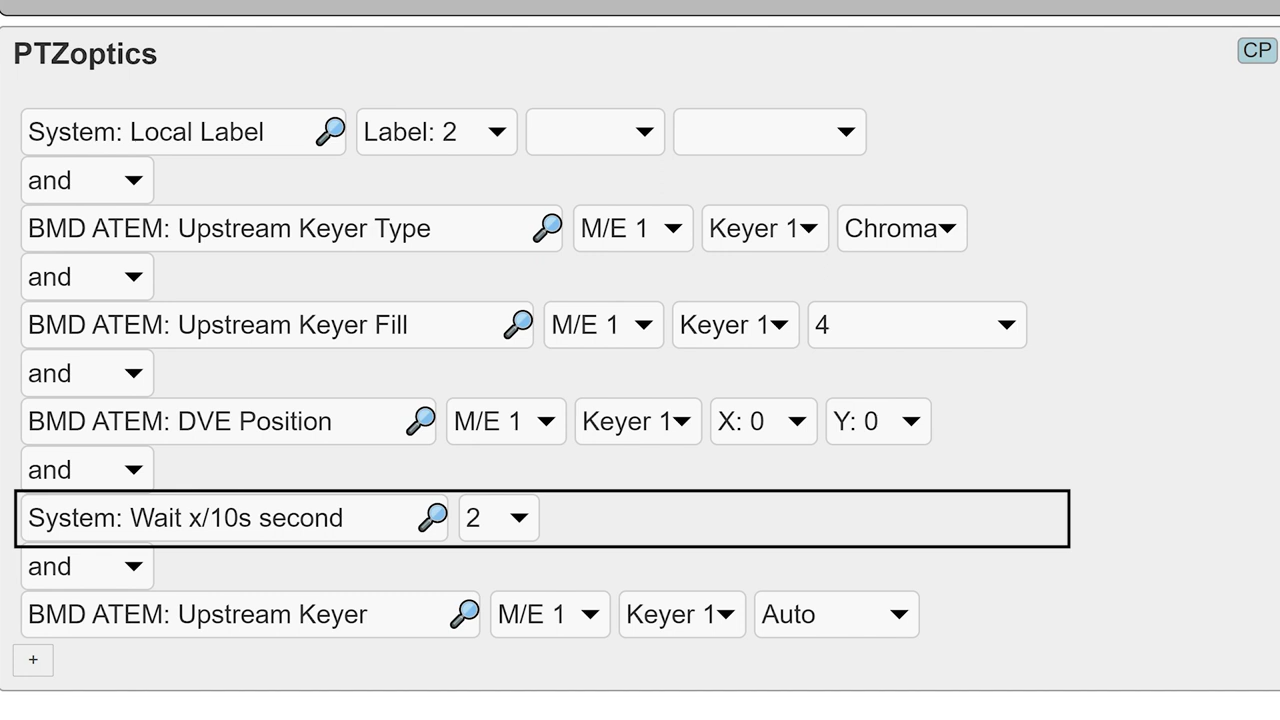 PTZoptics CP
System: Local Label Label: 2
and
BMD ATEM: Upstream Keyer Type M/E 1 Keyer 1 Chroma
and
BMD ATEM: Upstream Keyer Fill M/E 1 Keyer 1 4
and
BMD ATEM: DVE Position M/E 1 Keyer 1 X: 0 Y: 0
and
System: Wait x/10s second 2
and
BMD ATEM: Upstream Keyer M/E 1 Keyer 1 Auto
+